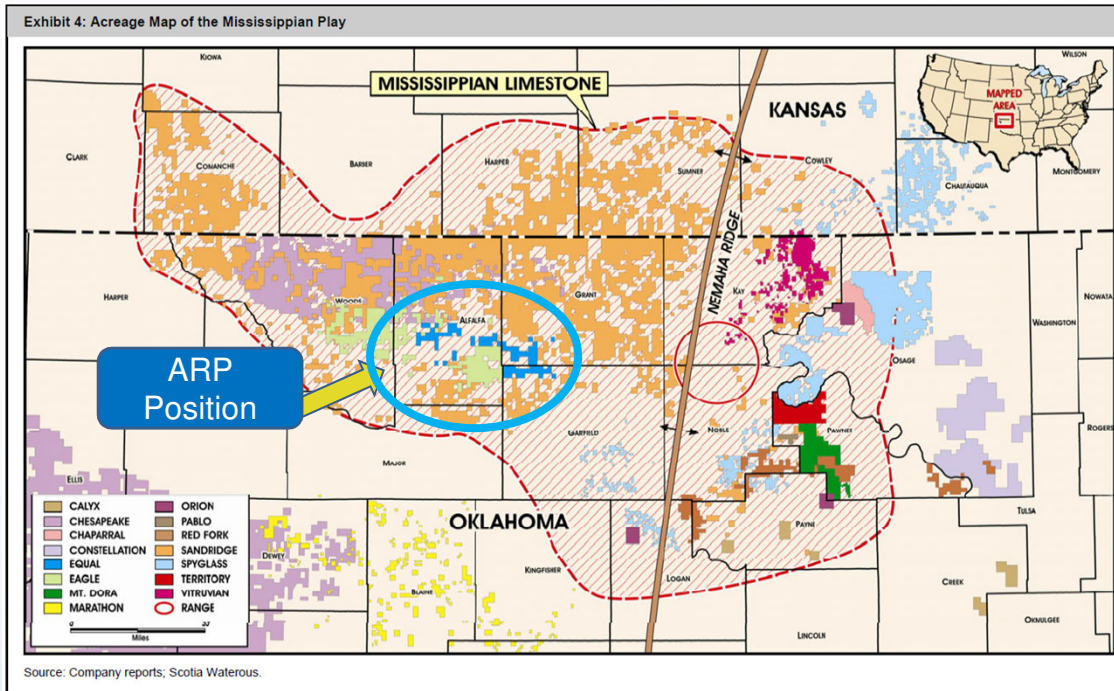 Exhibit 4: Acreage Map of the Mississippian Play
KIOWA
WILSON
MISSISSIPPIAN LIMESTONE
KANSAS
MAPPED
AREA
CLARK
COMANCHE
BARBER
HARPER
SUMNER
COWLEY
MONTGOMERY
CHAUTAUQUA
NEMAHA RIDGE
HARPER
WOODS
ALFALFA
GRANT
KAY
NOWATA
WASHINGTON
OSAGE
ARP
Position
ROGERS
GARFIELD
NOBLE
PAWNEE
MAJOR
ELLIS
TULSA
OKLAHOMA
PAYNE
DEWEY
BLAINE
KINGFISHER
LOGAN
CREEK
LINCOLN
OKMULGEE
CALYX
CHESAPEAKE
CHAPARRAL
CONSTELLATION
EQUAL
EAGLE
MT. DORA
MARATHON
ORION
PABLO
RED FORK
SANDRIDGE
SPYGLASS
TERRITORY
VITRUVIAN
RANGE
Miles
Source: Company reports; Scotia Waterous.